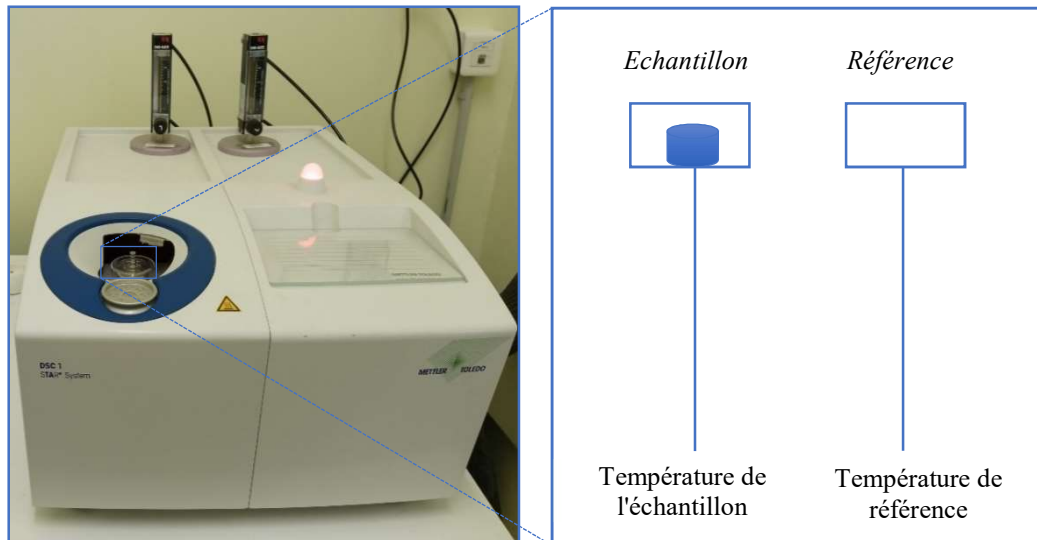 Echantillon
Référence
DSC 1
STARe System
METTLER TOLEDO
Température de
l'échantillon
Température de
référence